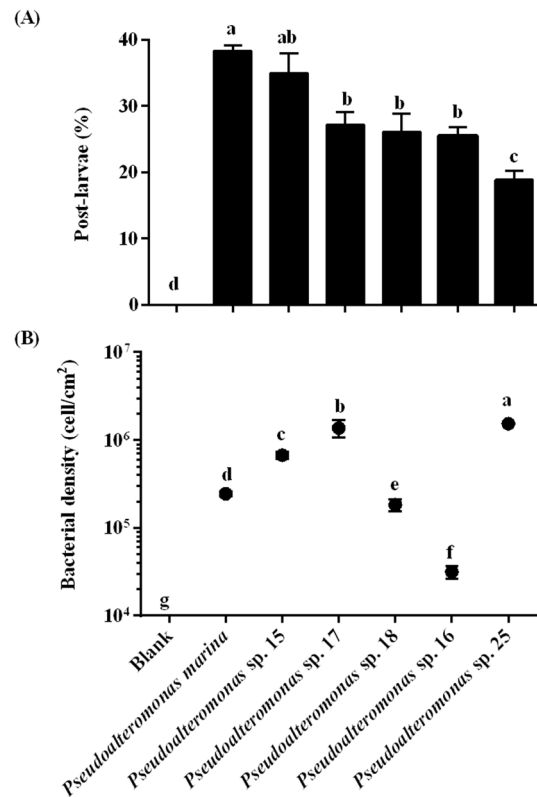 (A)
Post-larvae (%)
40
30
20
10
0
d
a
ab
b
b
b
c
(B)
Bacterial density (cell/cm²)
10⁷
10⁶
10⁵
10⁴
g
d
c
b
e
f
a
Blank
Pseudoalteromonas marina
Pseudoalteromonas sp. 15
Pseudoalteromonas sp. 17
Pseudoalteromonas sp. 18
Pseudoalteromonas sp. 16
Pseudoalteromonas sp. 25